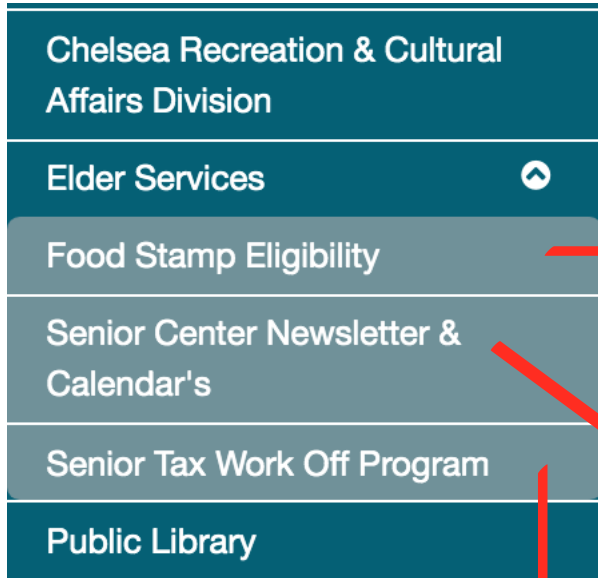 Chelsea Recreation & Cultural
Affairs Division
Elder Services
Food Stamp Eligibility
Senior Center Newsletter &
Calendar's
Senior Tax Work Off Program
Public Library